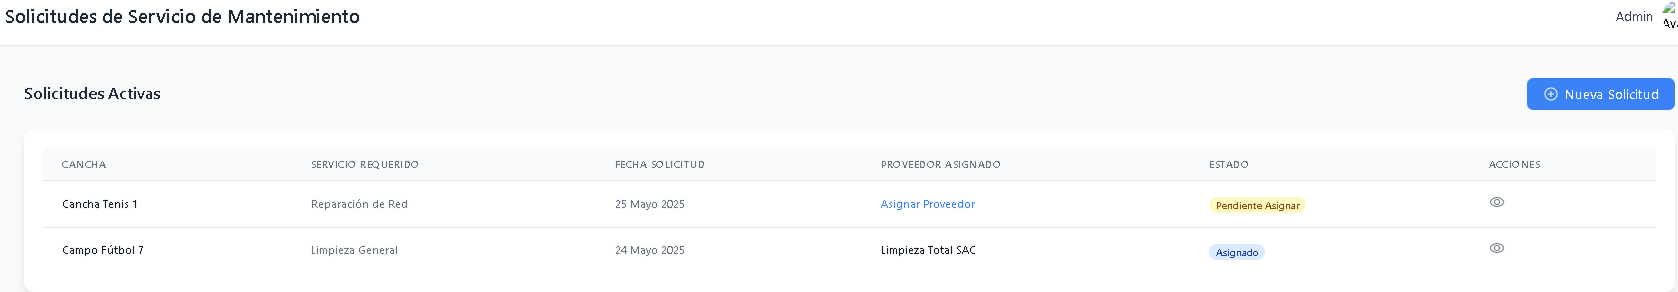 Solicitudes de Servicio de Mantenimiento
Admin
Av
Solicitudes Activas
Nueva Solicitud
CANCHA SERVICIO REQUERIDO FECHA SOLICITUD PROVEEDOR ASIGNADO ESTADO ACCIONES
Cancha Tenis 1 Reparación de Red 25 Mayo 2025 Asignar Proveedor Pendiente Asignar
Campo Fútbol 7 Limpieza General 24 Mayo 2025 Limpieza Total SAC Asignado